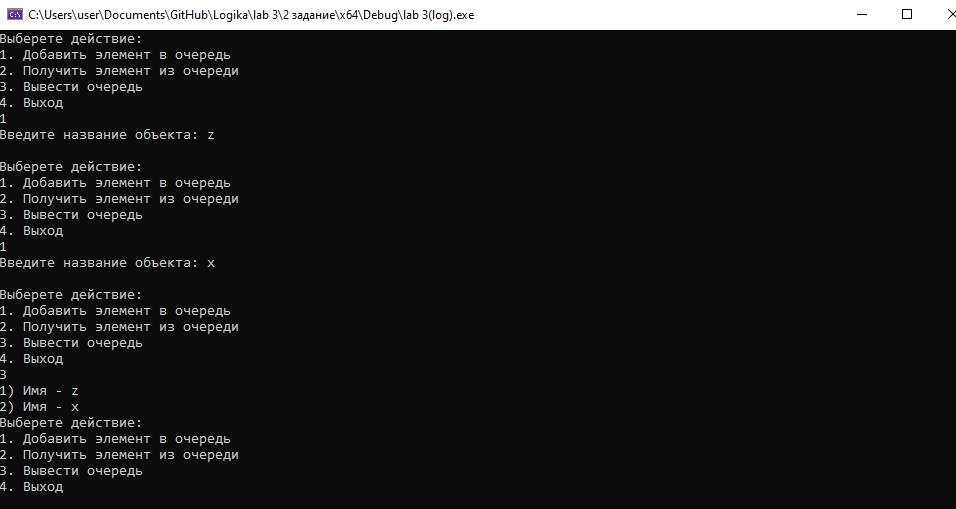 C:\Users\user\Documents\GitHub\Logika\lab 3\2 задание\x64\Debug\lab 3(log).exe
Выберете действие:
1. Добавить элемент в очередь
2. Получить элемент из очереди
3. Вывести очередь
4. Выход
1
Введите название объекта: z
Выберете действие:
1. Добавить элемент в очередь
2. Получить элемент из очереди
3. Вывести очередь
4. Выход
1
Введите название объекта: x
Выберете действие:
1. Добавить элемент в очередь
2. Получить элемент из очереди
3. Вывести очередь
4. Выход
3
1) Имя - z
2) Имя - x
Выберете действие:
1. Добавить элемент в очередь
2. Получить элемент из очереди
3. Вывести очередь
4. Выход